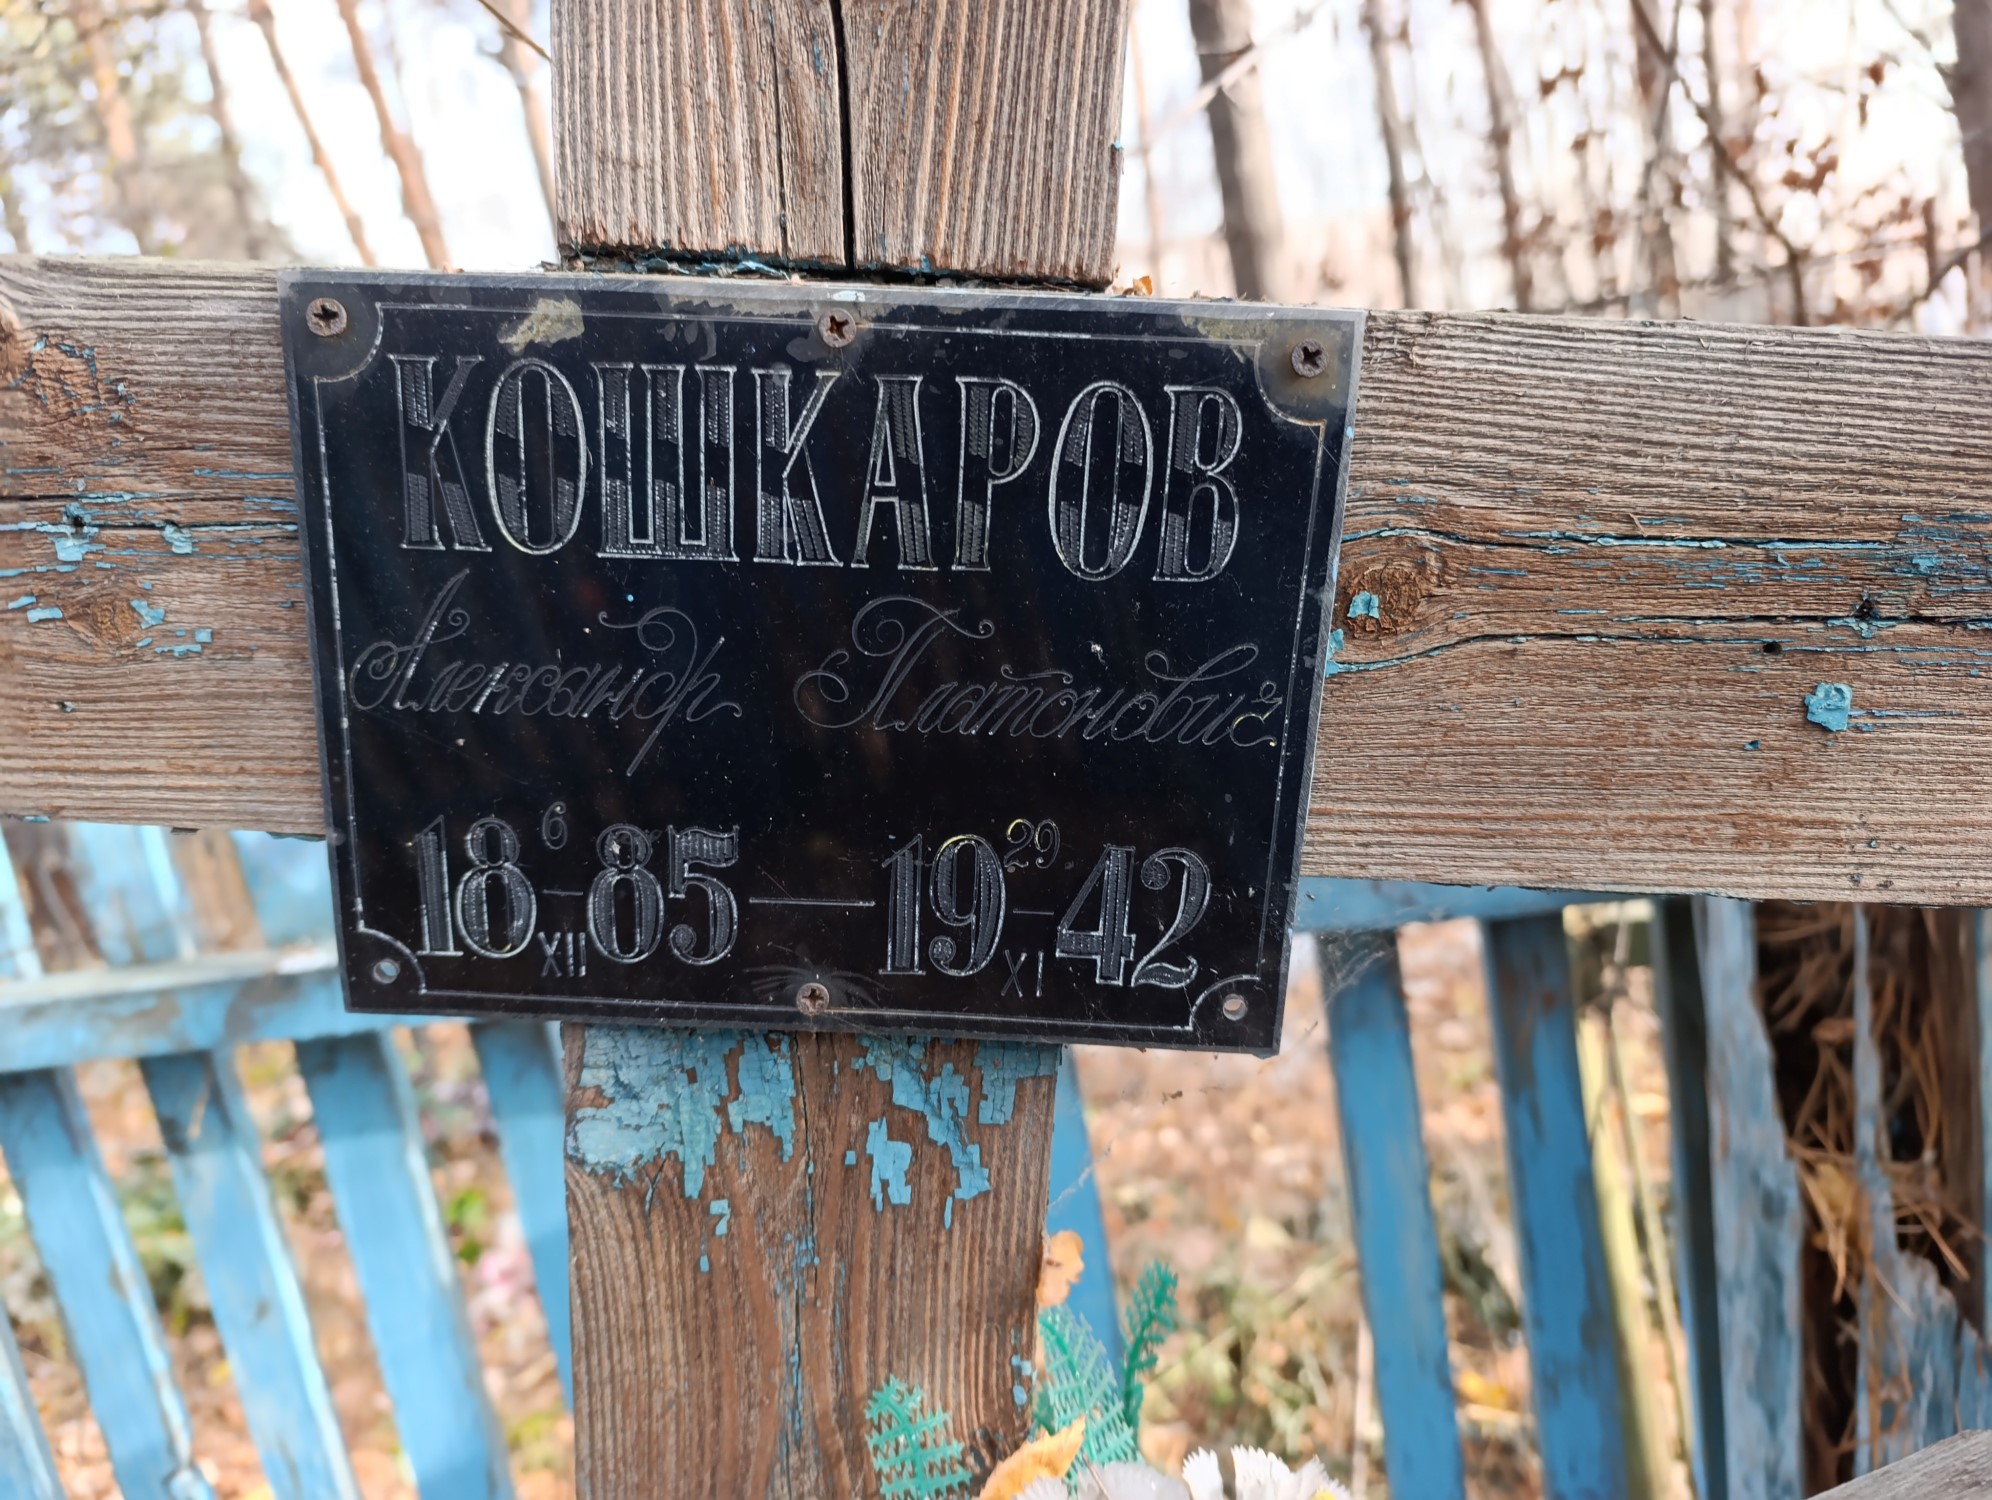 КОШКАРОВ
Александр Платонович
18 6/XII 85 — 19 29/XI 42